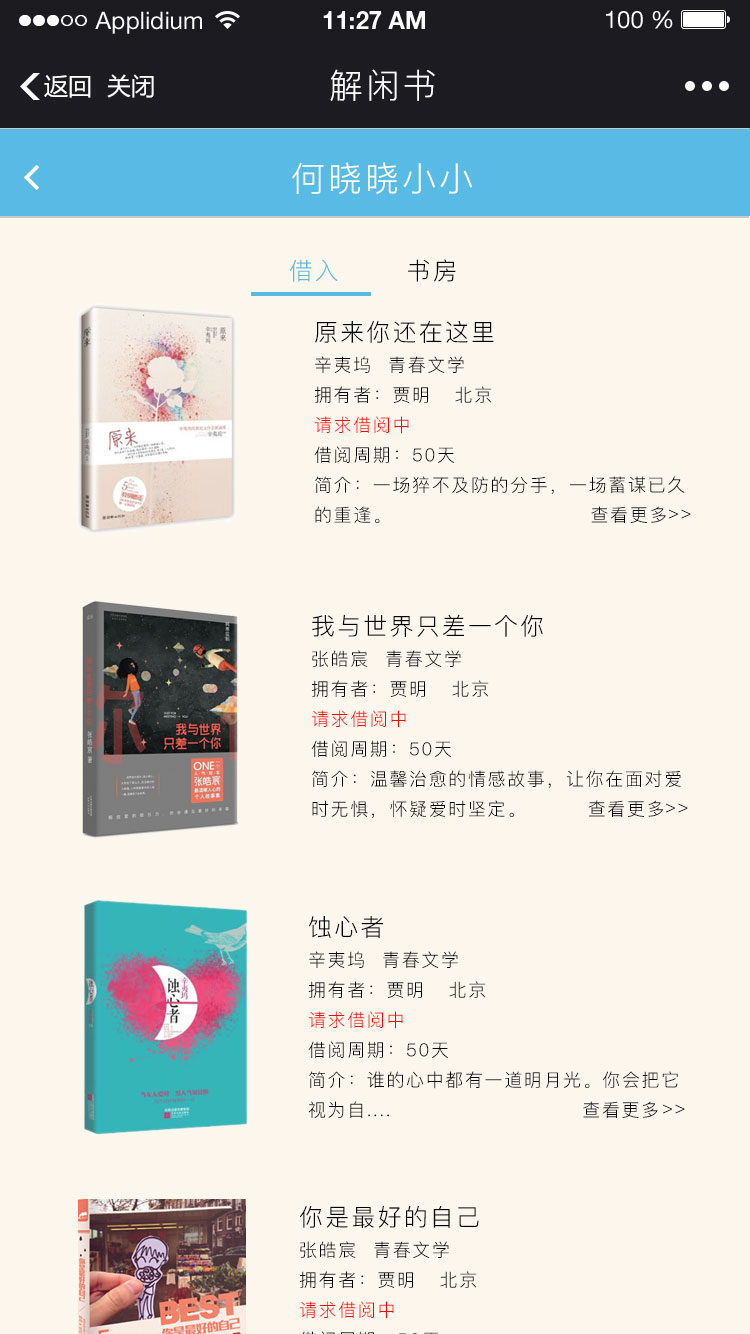 Applidium 11:27 AM 100 %
返回 关闭 解闲书
何晓晓小小
借入 书房
原来你还在这里
辛夷坞 青春文学
拥有者：贾明 北京
请求借阅中
借阅周期：50天
简介：一场猝不及防的分手，一场蓄谋已久
的重逢。 查看更多>>
原来
我与世界只差一个你
张皓宸 青春文学
拥有者：贾明 北京
请求借阅中
借阅周期：50天
简介：温馨治愈的情感故事，让你在面对爱
时无惧，怀疑爱时坚定。 查看更多>>
我与世界
只差一个你
ONE
张皓宸
张皓宸 著
蚀心者
辛夷坞 青春文学
拥有者：贾明 北京
请求借阅中
借阅周期：50天
简介：谁的心中都有一道明月光。你会把它
视为自.... 查看更多>>
辛夷坞
蚀心者
你是最好的自己
张皓宸 青春文学
拥有者：贾明 北京
请求借阅中
BEST
你是最好的自己